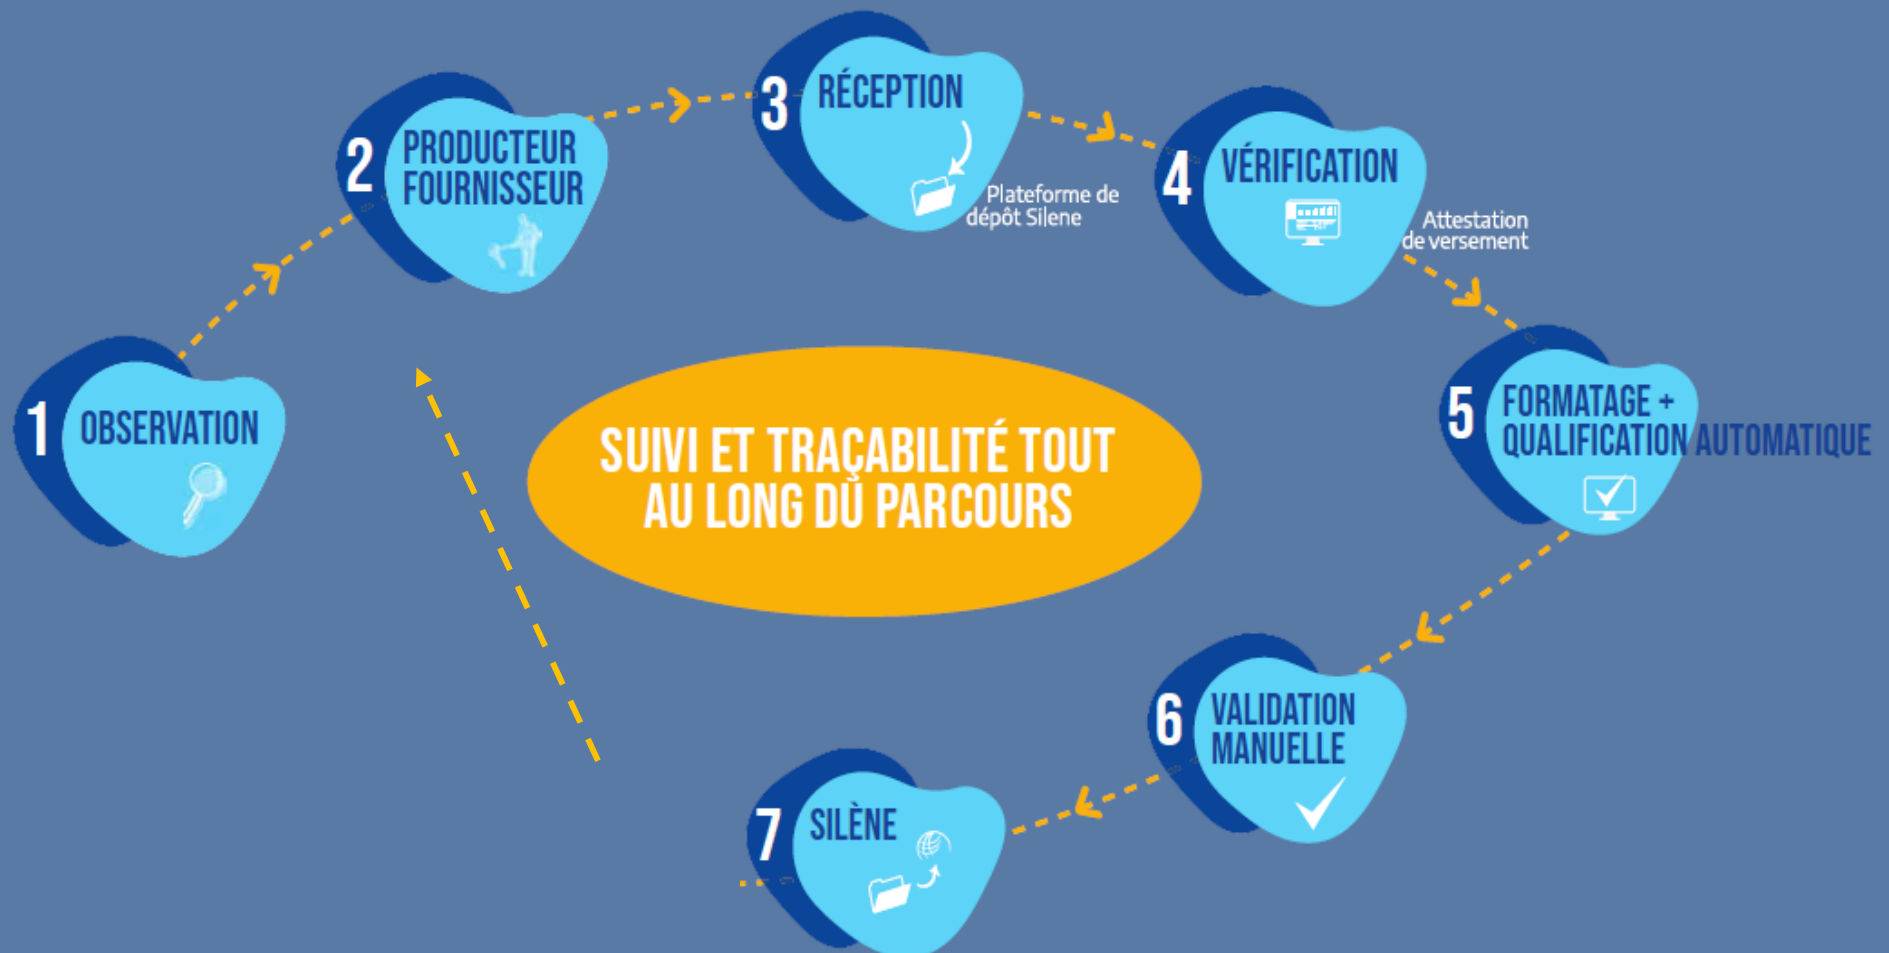 1
OBSERVATION
2
PRODUCTEUR
FOURNISSEUR
3
RÉCEPTION
Plateforme de
dépôt Silene
4
VÉRIFICATION
Attestation
de versement
5
FORMATAGE +
QUALIFICATION AUTOMATIQUE
6
VALIDATION
MANUELLE
7
SILÈNE
SUIVI ET TRAÇABILITÉ TOUT
AU LONG DU PARCOURS